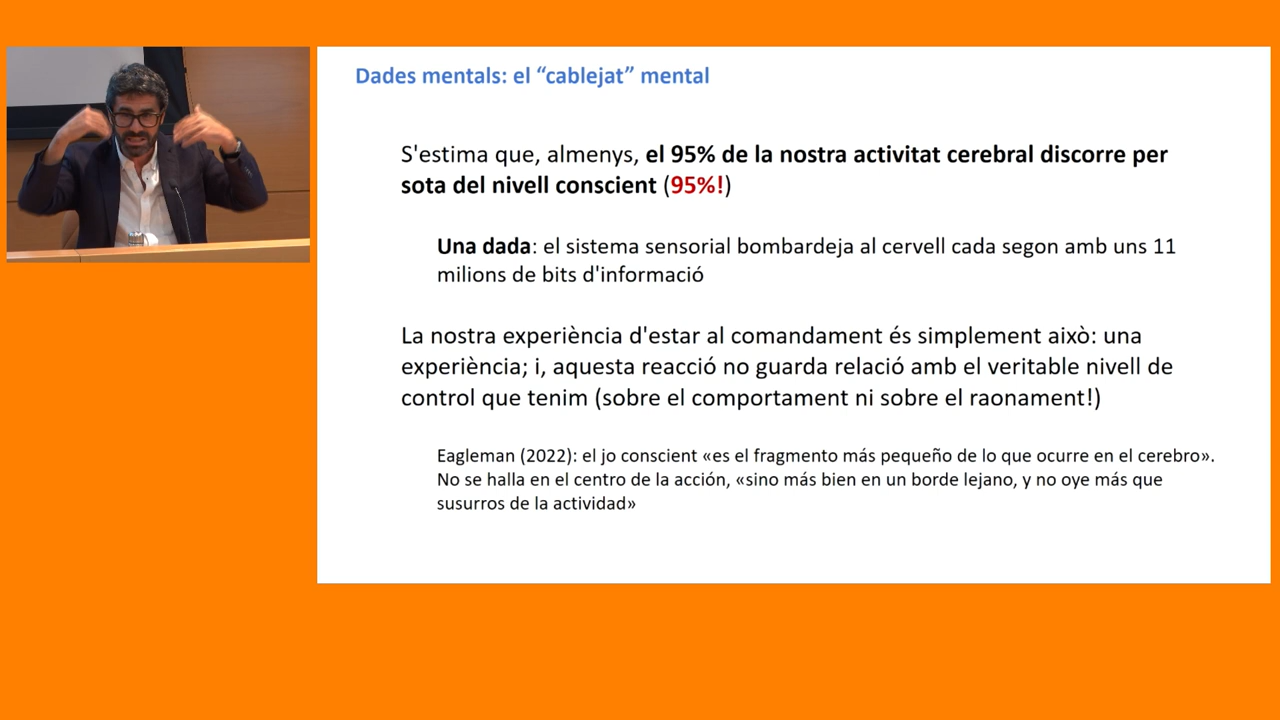 Dades mentals: el “cablejat” mental
S'estima que, almenys, el 95% de la nostra activitat cerebral discorre per
sota del nivell conscient (95%!)
Una dada: el sistema sensorial bombardeja al cervell cada segon amb uns 11
milions de bits d'informació
La nostra experiència d'estar al comandament és simplement això: una
experiència; i, aquesta reacció no guarda relació amb el veritable nivell de
control que tenim (sobre el comportament ni sobre el raonament!)
Eagleman (2022): el jo conscient «es el fragmento más pequeño de lo que ocurre en el cerebro».
No se halla en el centro de la acción, «sino más bien en un borde lejano, y no oye más que
susurros de la actividad»